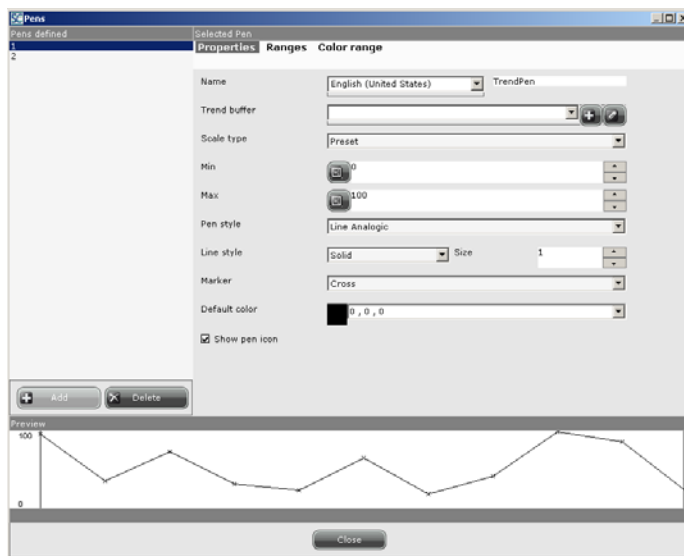 Pens
Pens defined
1
2
Selected Pen
Properties Ranges Color range
Name English (United States) TrendPen
Trend buffer
Scale type Preset
Min 0
Max 100
Pen style Line Analogic
Line style Solid Size 1
Marker Cross
Default color 0 , 0 , 0
Show pen icon
Add Delete
Preview
100
0
Close